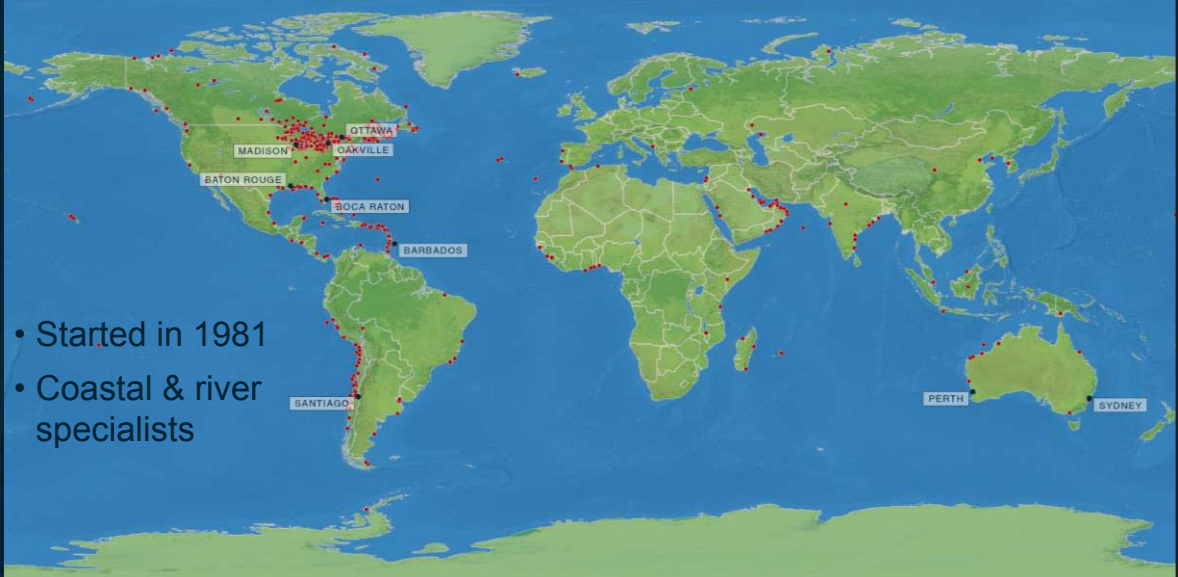 OTTAWA
MADISON
OAKVILLE
BATON ROUGE
BOCA RATON
BARBADOS
• Started in 1981
• Coastal & river
specialists
SANTIAGO
PERTH
SYDNEY